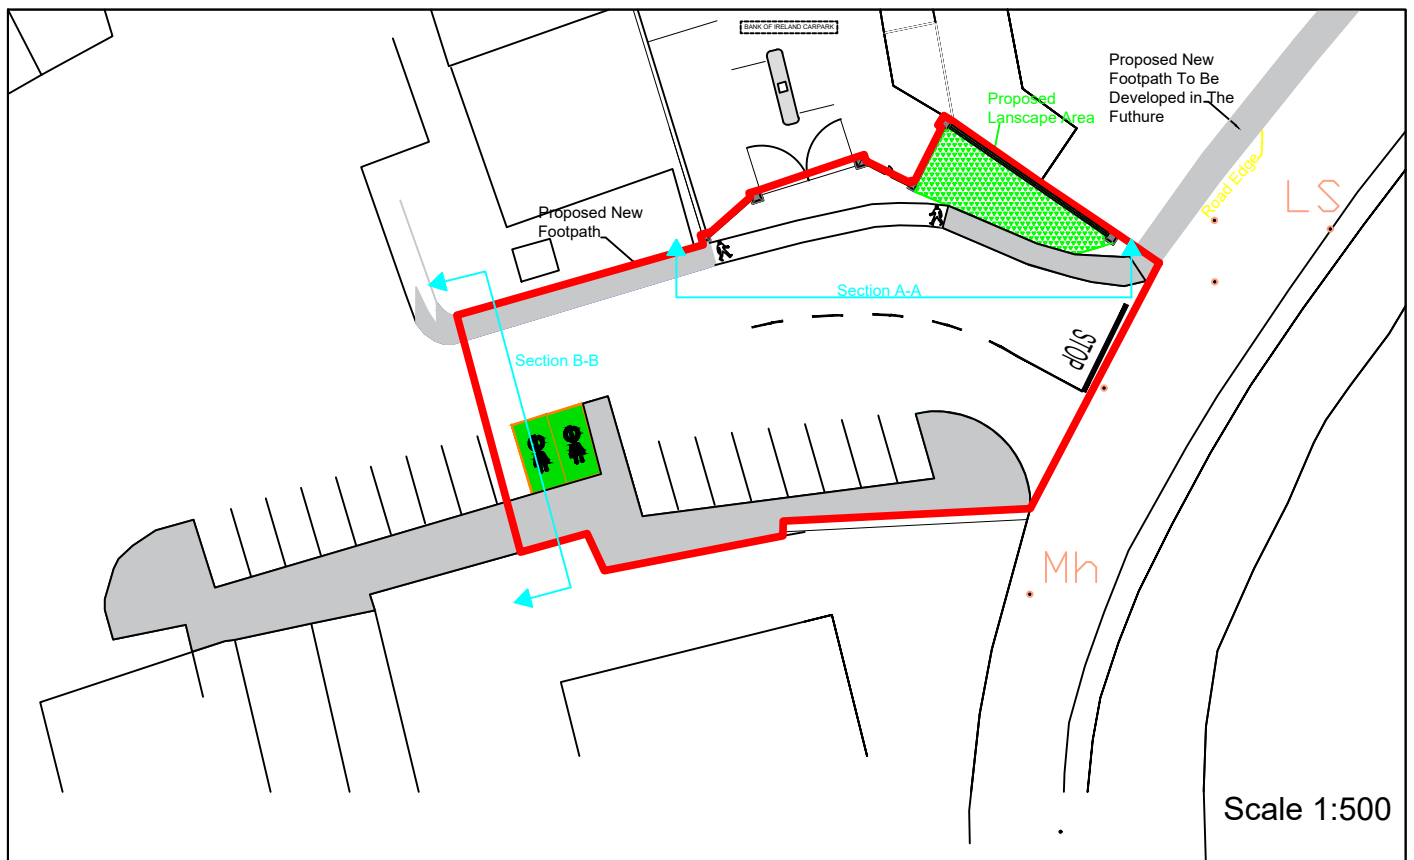 BANK OF IRELAND CARPARK
Proposed New
Footpath To Be
Developed in The
Futhure
Proposed
Lanscape Area
Road Edge
LS
Proposed New
Footpath
Section A-A
STOP
Section B-B
Mh
Scale 1:500